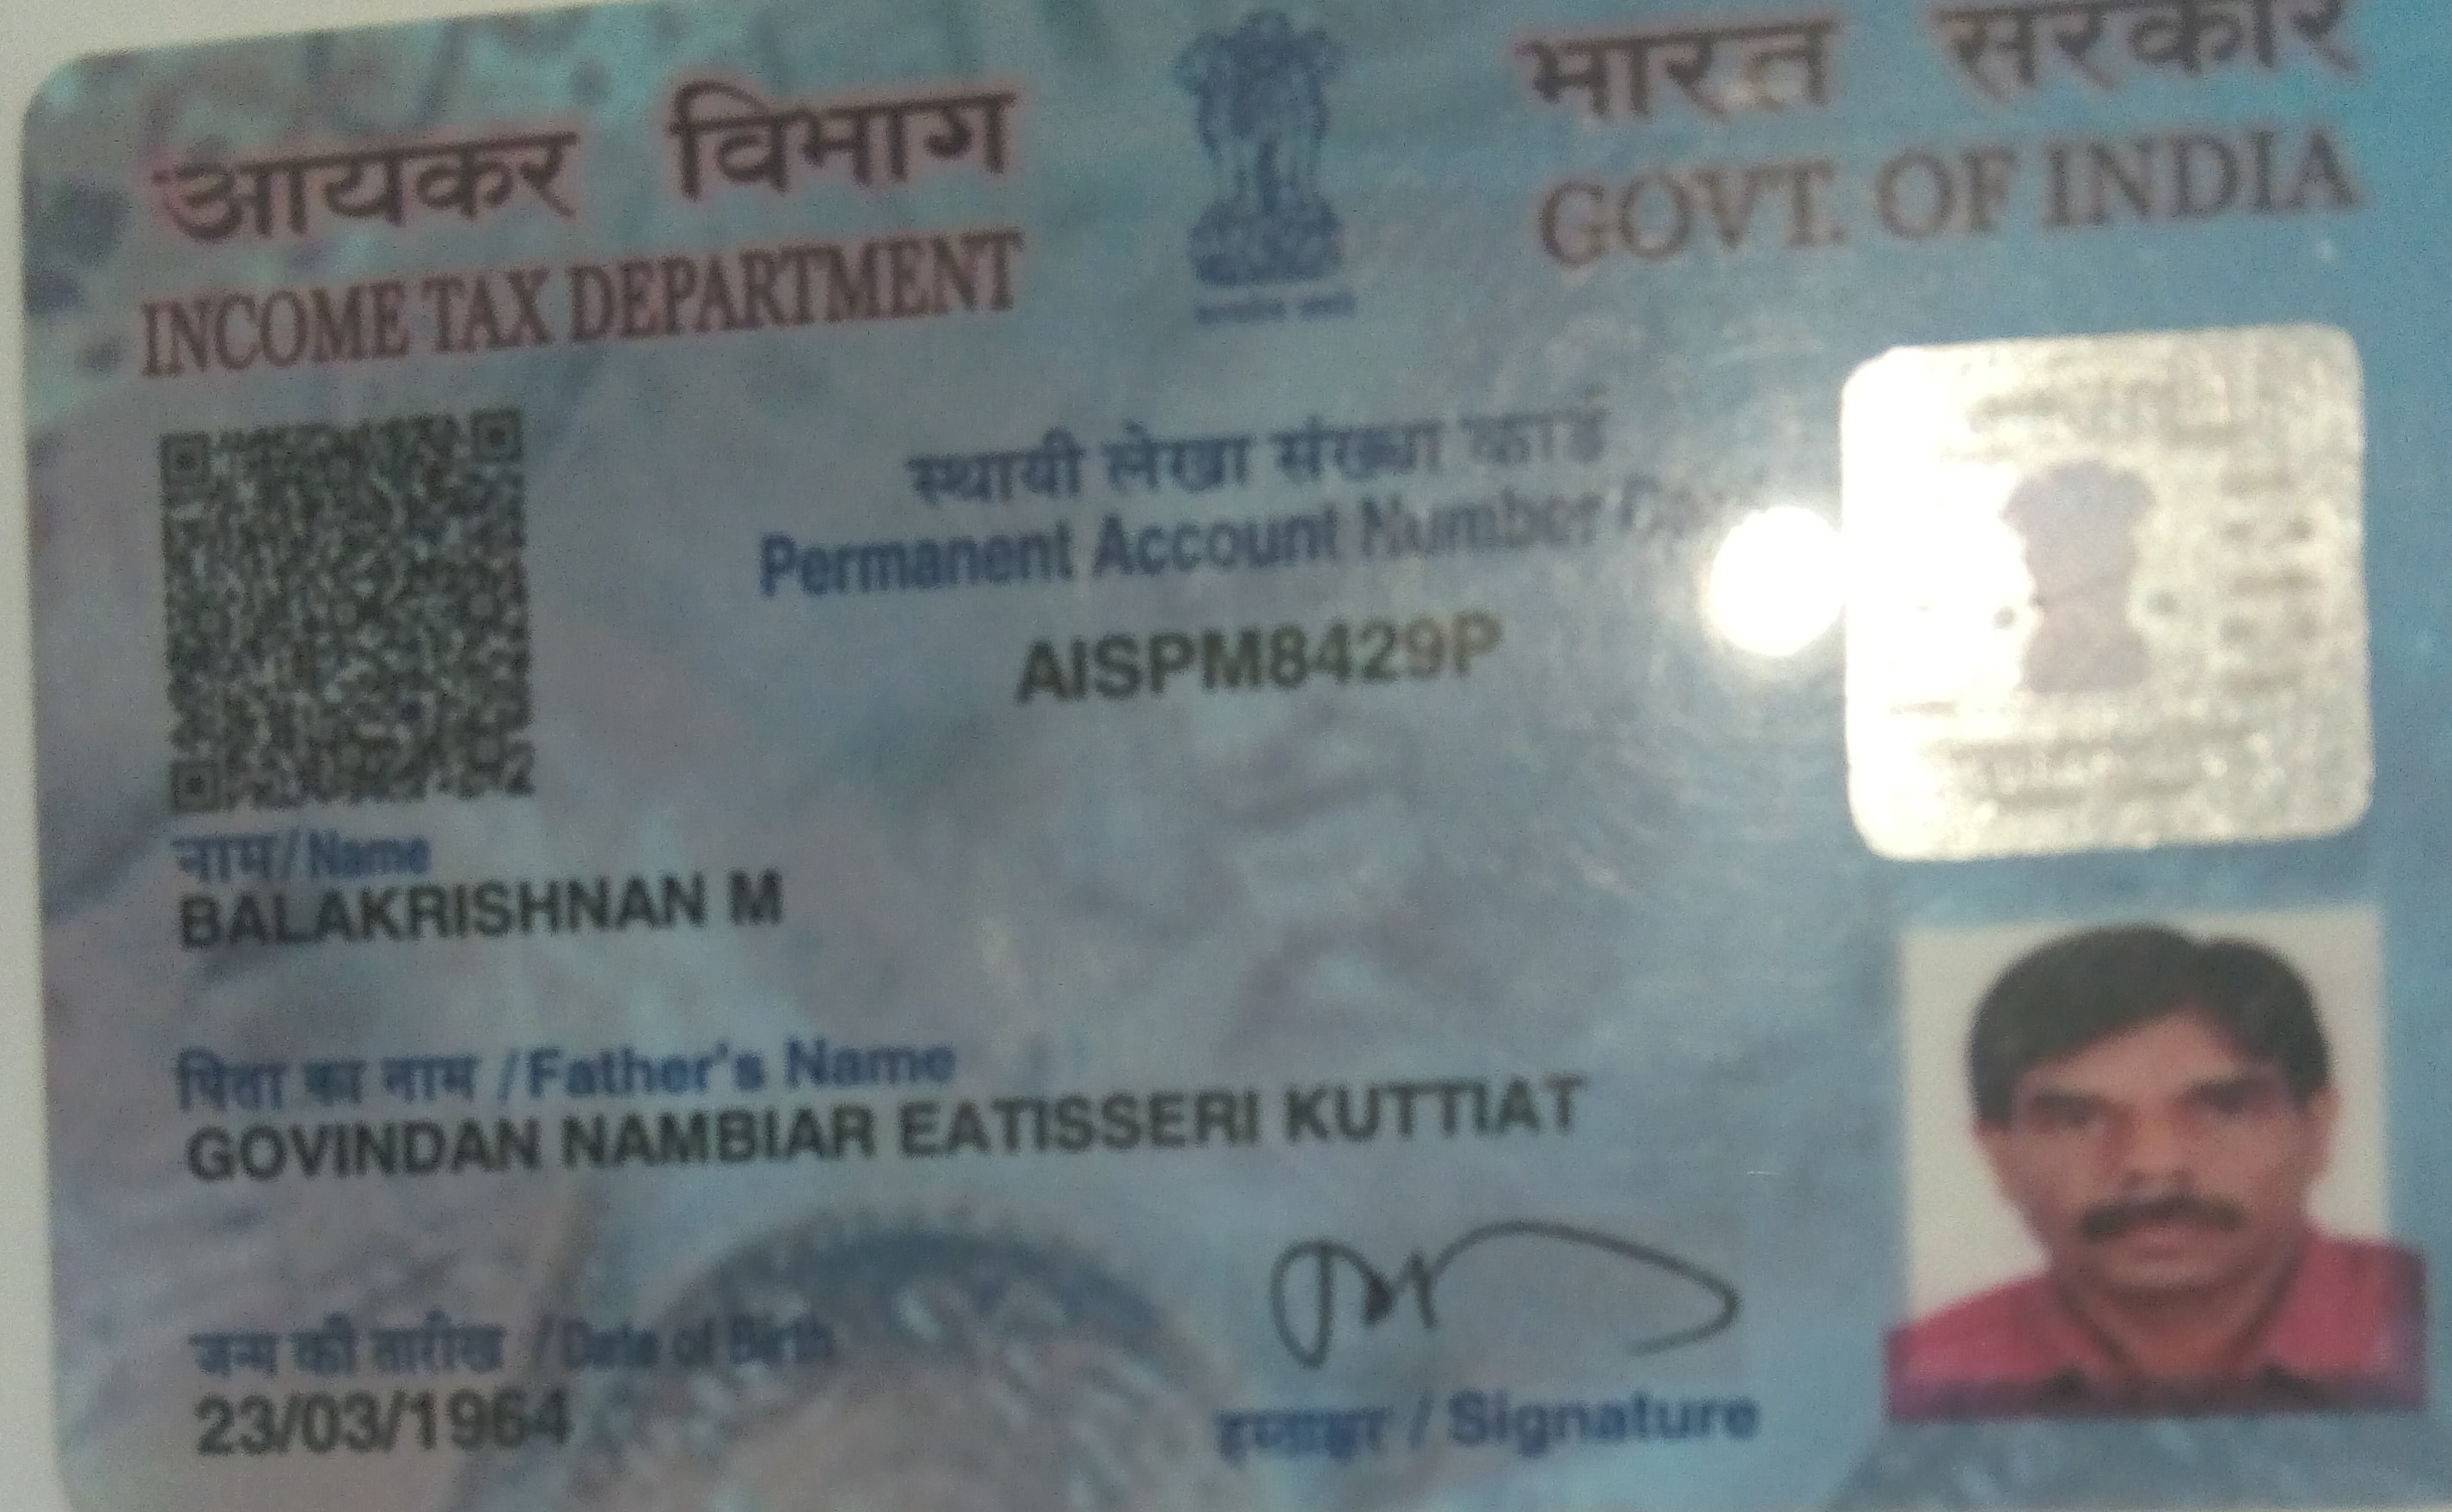 आयकर विभाग
INCOME TAX DEPARTMENT
भारत सरकार
GOVT. OF INDIA
स्थायी लेखा संख्या कार्ड
Permanent Account Number
AISPM8429P
नाम/Name
BALAKRISHNAN M
पिता का नाम /Father's Name
GOVINDAN NAMBIAR EATISSERI KUTTIAT
जन्म की तारीख /Date of Birth
23/03/1964
हस्ताक्षर / Signature